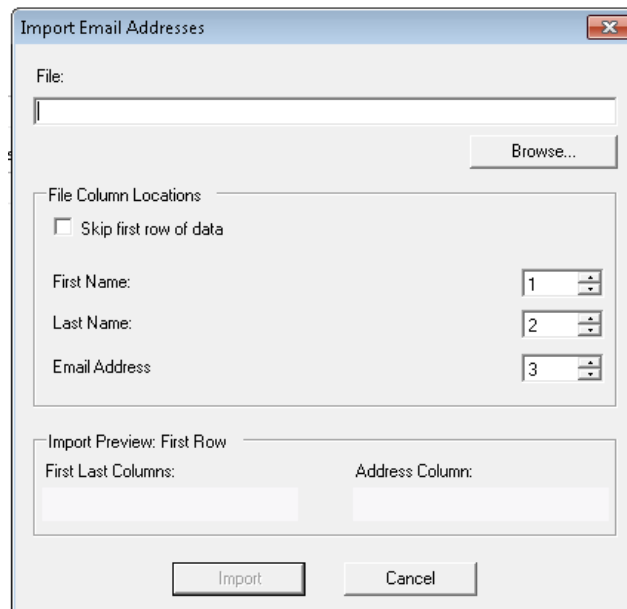 Import Email Addresses
File:
Browse...
File Column Locations
Skip first row of data
First Name: 1
Last Name: 2
Email Address 3
Import Preview: First Row
First Last Columns: Address Column:
Import Cancel